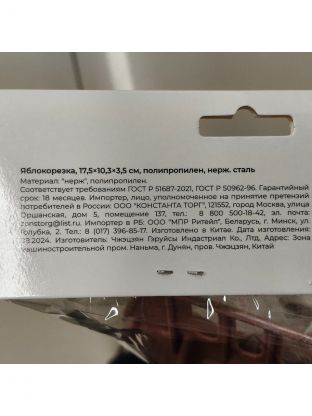 Яблокорезка, 17,5×10,3×3,5 см, полипропилен, нерж. сталь
Материал: "нерж", полипропилен.
Соответствует требованиям ГОСТ Р 51687-2021, ГОСТ Р 50962-96. Гарантийный
срок: 18 месяцев. Импортер, лицо, уполномоченное на принятие претензий
потребителей в России: ООО "КОНСТАНТА ТОРГ", 121552, город Москва, улица
Оршанская, дом 5, помещение 137, тел.: 8 800 500-18-42, эл. почта:
zonstorg@list.ru. Импортер в РБ: ООО "МПР Ритейл", Беларусь, г. Минск, ул.
Голубка, 2. Тел.: 8 (017) 396-85-17. Изготовлено в Китае. Дата изготовления:
08.2024. Изготовитель: Чжэцзян Гэруйсы Индастриал Ко., Лтд, Адрес: Зона
машиностроительной пром. Наньма, г. Дунян, пров. Чжэцзян, Китай